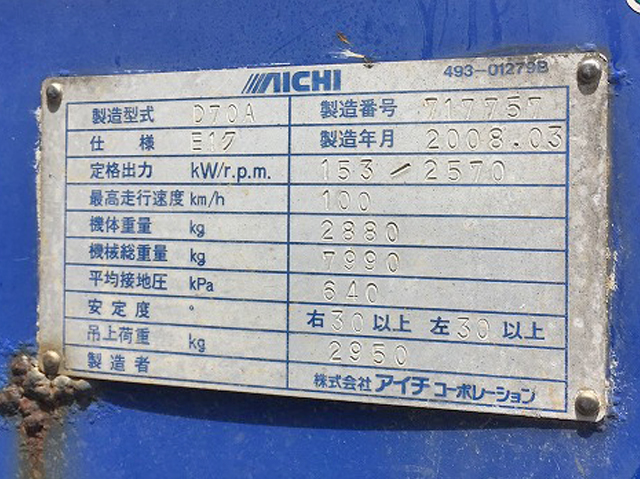 AICHI 493-01279B
製造型式 D70A 製造番号 717757
仕様 E1ク 製造年月 2008.03
定格出力 kW/r.p.m. 153/2570
最高走行速度 km/h 100
機体重量 kg 2880
機械総重量 kg 7990
平均接地圧 kPa 640
安定度 ° 右30以上 左30以上
吊上荷重 kg 2950
製造者 株式会社 アイチコーポレーション